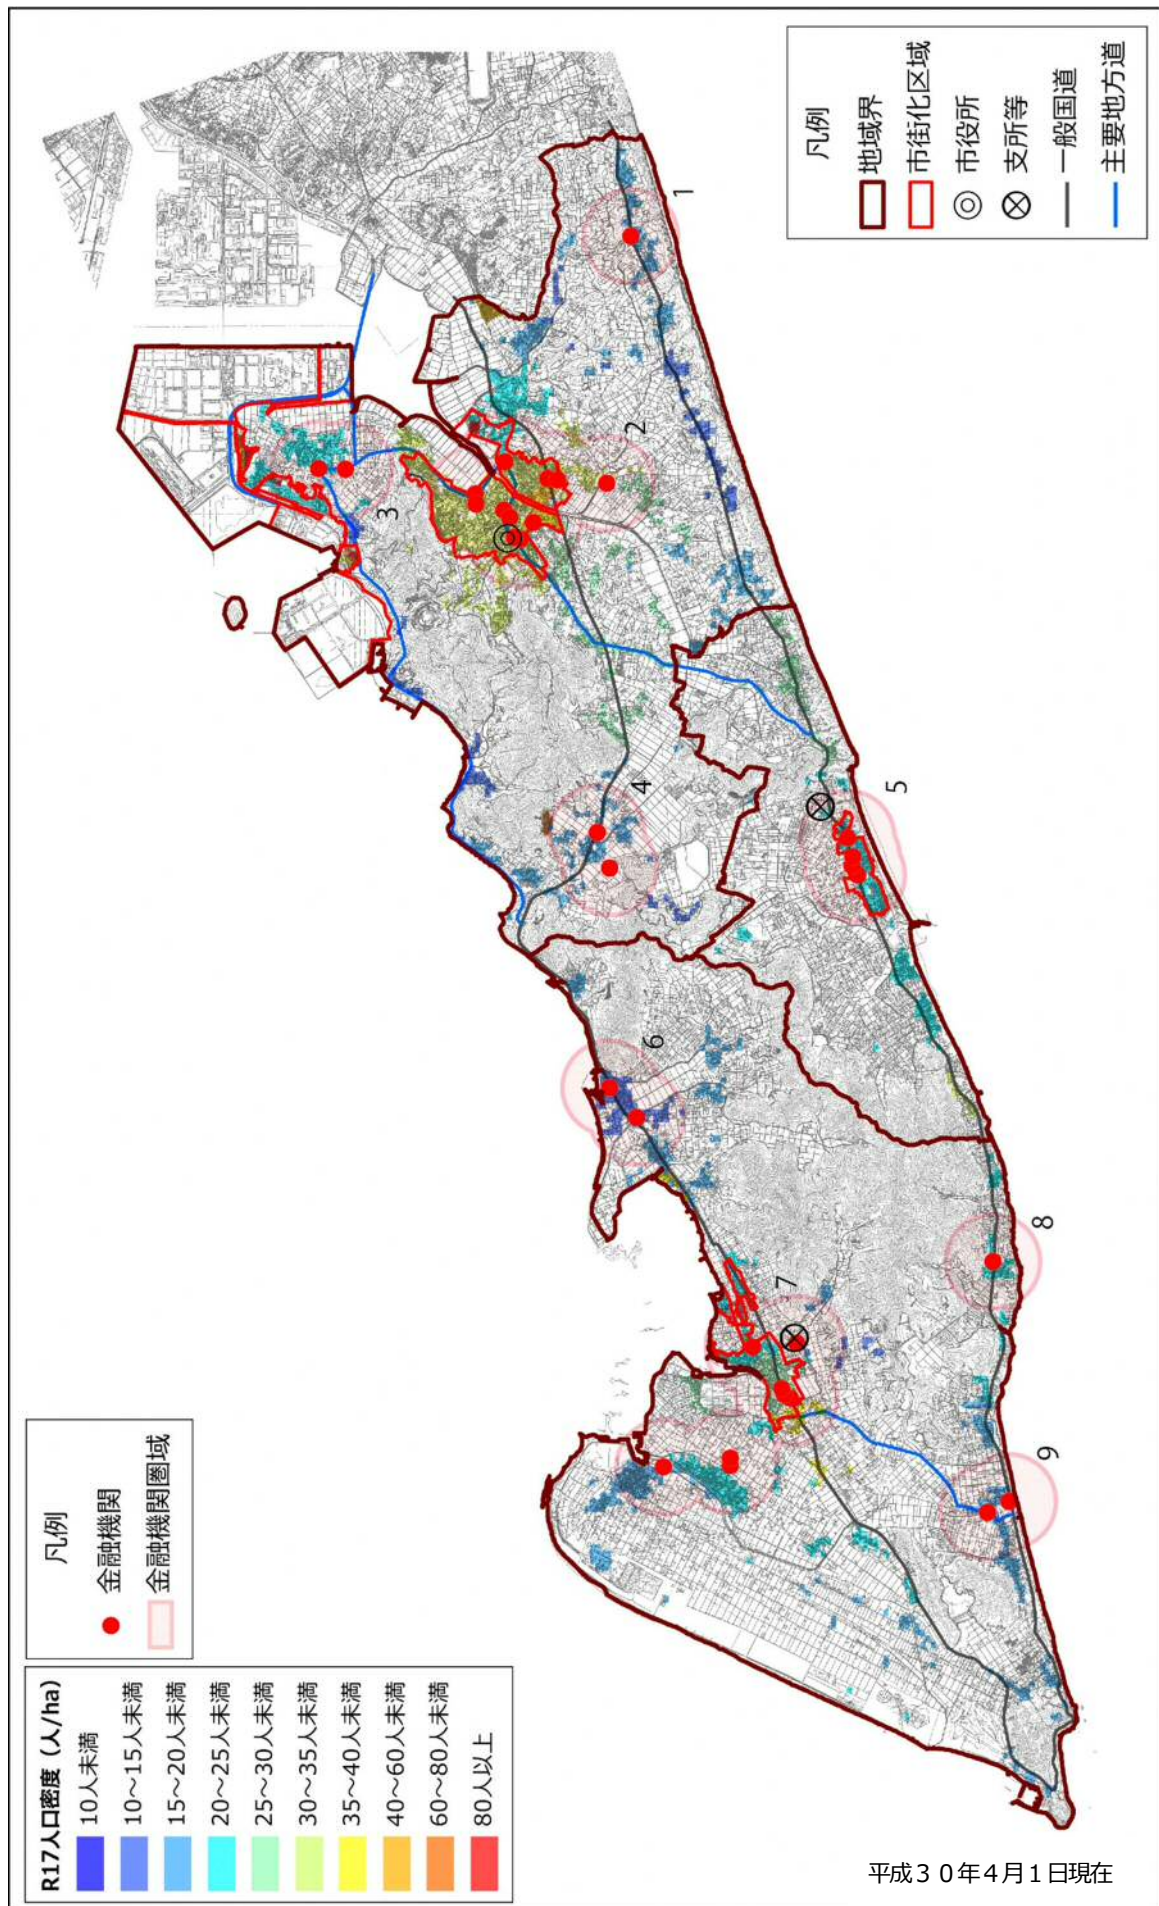 R17人口密度（人/ha）
10人未満
10～15人未満
15～20人未満
20～25人未満
25～30人未満
30～35人未満
35～40人未満
40～60人未満
60～80人未満
80人以上
凡例
金融機関
金融機関圏域
凡例
地域界
市街化区域
市役所
支所等
一般国道
主要地方道
1
2
3
4
5
6
7
8
9
平成３０年４月１日現在